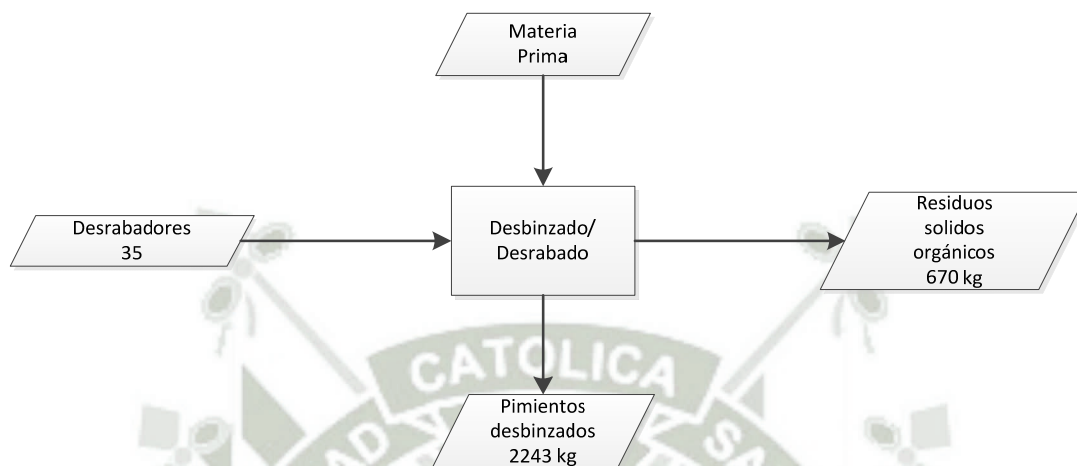 Materia
Prima
Desrabadores
35
Desbinzado/
Desrabado
Residuos
solidos
orgánicos
670 kg
CATOLICA
Pimientos
desbinzados
2243 kg